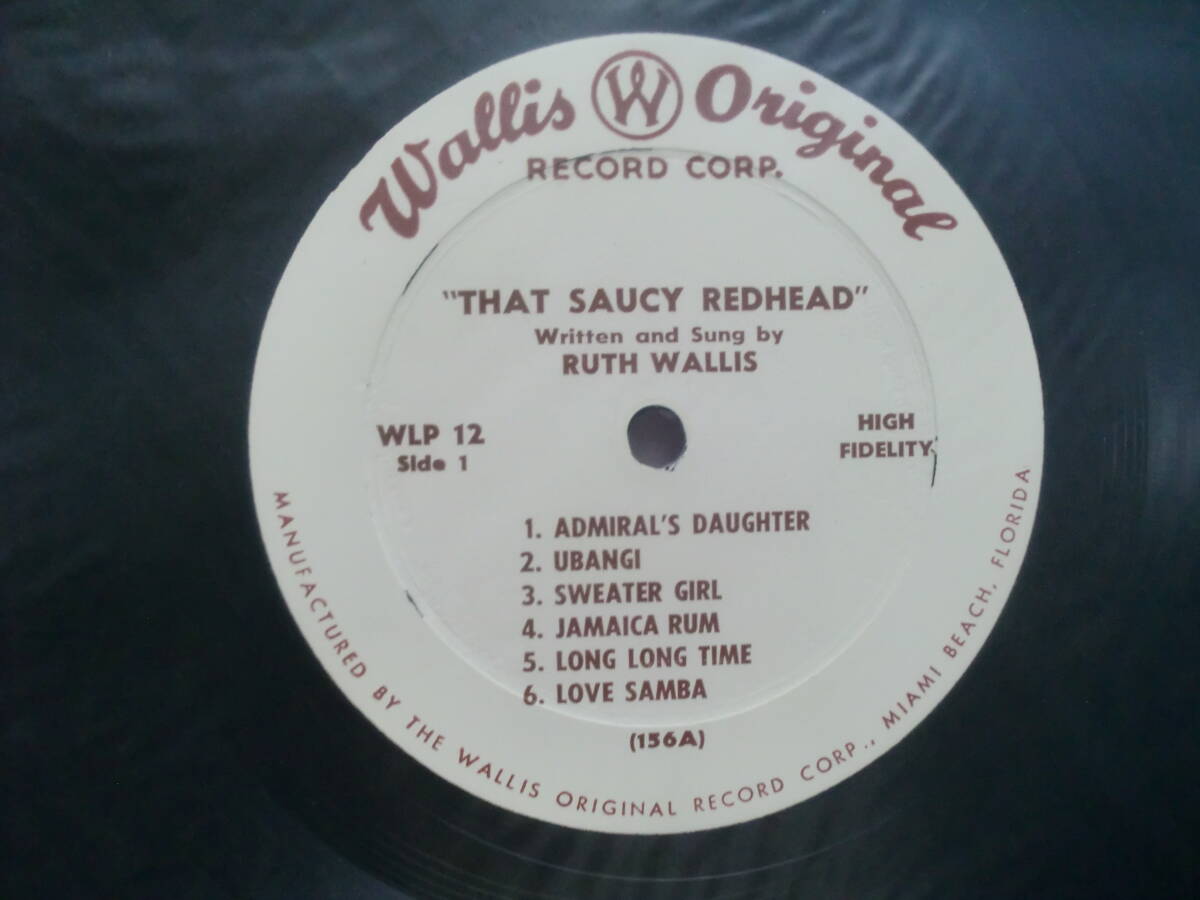 Wallis W Original
RECORD CORP.
"THAT SAUCY REDHEAD"
Written and Sung by
RUTH WALLIS
WLP 12
Side 1
HIGH
FIDELITY
1. ADMIRAL'S DAUGHTER
2. UBANGI
3. SWEATER GIRL
4. JAMAICA RUM
5. LONG LONG TIME
6. LOVE SAMBA
(156A)
MANUFACTURED BY THE WALLIS ORIGINAL RECORD CORP., MIAMI BEACH, FLORIDA